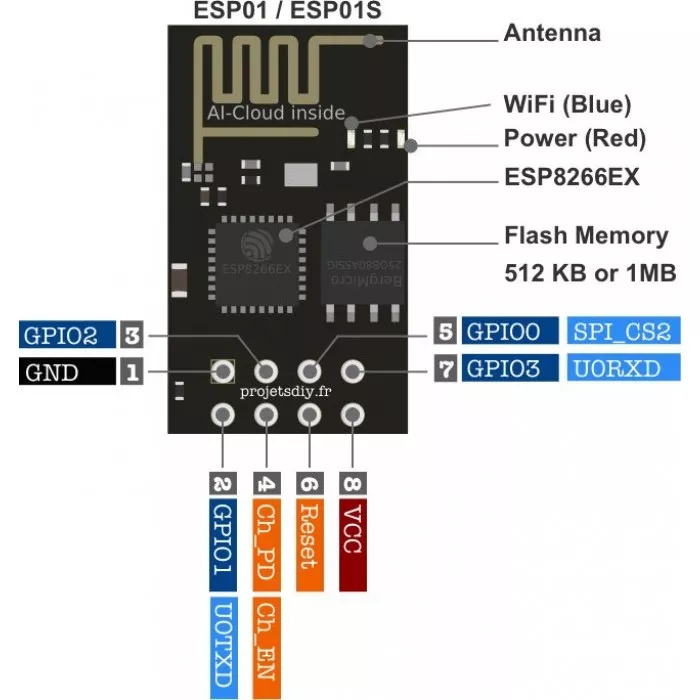 ESP01 / ESP01S
Antenna
AI-Cloud inside
WiFi (Blue)
Power (Red)
ESP8266EX
Flash Memory
512 KB or 1MB
ESP8266EX
BergMicro
GPIO2 3
GND 1
5 GPIO0 SPI_CS2
7 GPIO3 U0RXD
projetsdiy.fr
2 GPIO1 U0TXD
4 Ch_PD Ch_EN
6 Reset
8 VCC